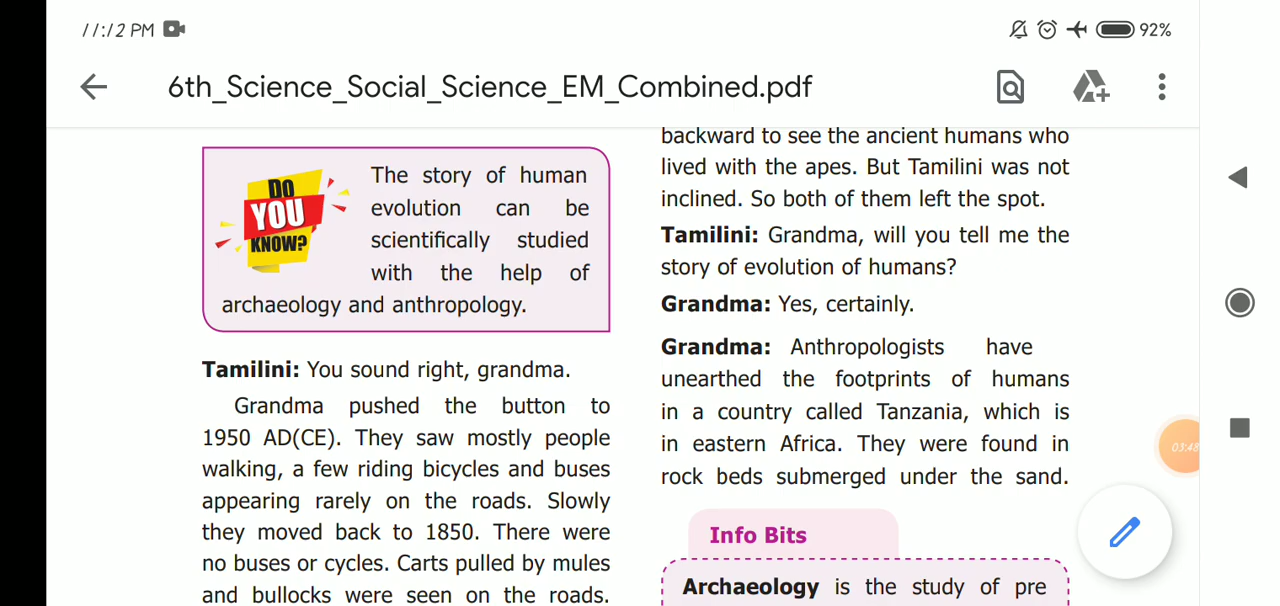 11:12 PM
92%
6th_Science_Social_Science_EM_Combined.pdf
DO
YOU
KNOW?
The story of human
evolution can be
scientifically studied
with the help of
archaeology and anthropology.
Tamilini: You sound right, grandma.
Grandma pushed the button to
1950 AD(CE). They saw mostly people
walking, a few riding bicycles and buses
appearing rarely on the roads. Slowly
they moved back to 1850. There were
no buses or cycles. Carts pulled by mules
and bullocks were seen on the roads.
backward to see the ancient humans who
lived with the apes. But Tamilini was not
inclined. So both of them left the spot.
Tamilini: Grandma, will you tell me the
story of evolution of humans?
Grandma: Yes, certainly.
Grandma: Anthropologists have
unearthed the footprints of humans
in a country called Tanzania, which is
in eastern Africa. They were found in
rock beds submerged under the sand.
Info Bits
Archaeology is the study of pre
03:48